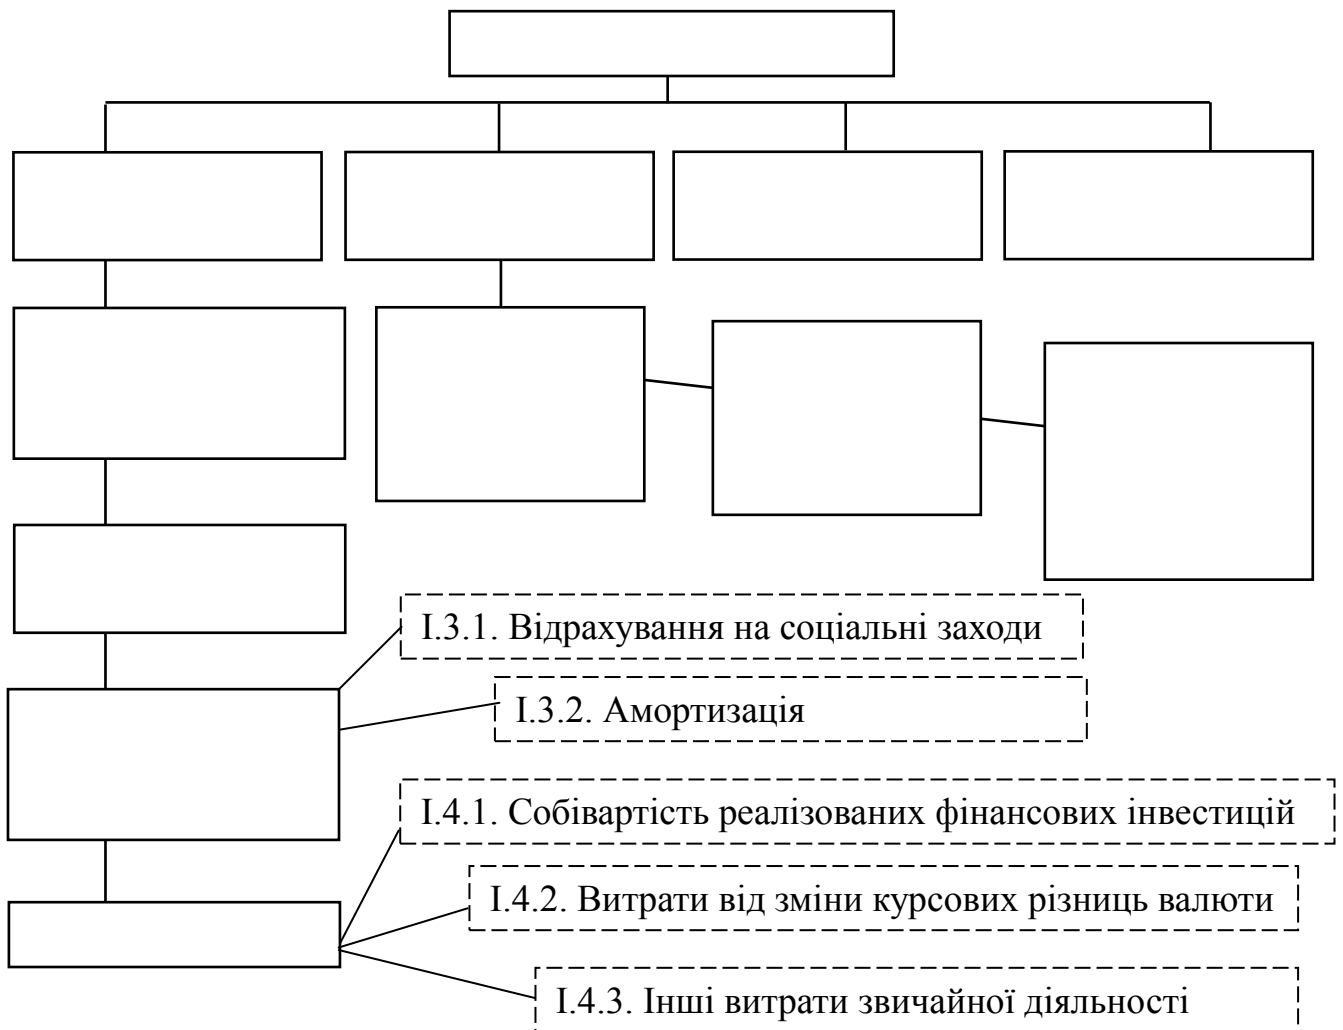 І.3.1. Відрахування на соціальні заходи
І.3.2. Амортизація
І.4.1. Собівартість реалізованих фінансових інвестицій
І.4.2. Витрати від зміни курсових різниць валюти
І.4.3. Інші витрати звичайної діяльності